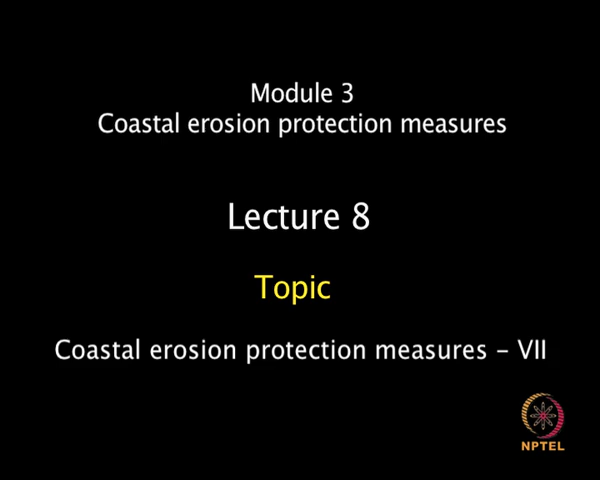 Module 3
Coastal erosion protection measures
Lecture 8
Topic
Coastal erosion protection measures – VII
NPTEL